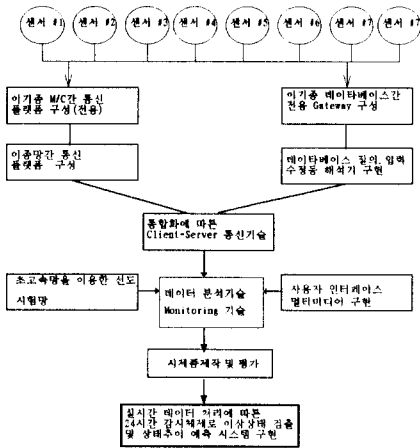 센서 #1
센서 #2
센서 #3
센서 #4
센서 #5
센서 #6
센서 #7
센서 #7
이기종 M/C간 통신
플랫폼 구성(전용)
이기종 데이타베이스간
전용 Gateway 구성
이종망간 통신
플랫폼 구성
데이타베이스 질의,입력
수정등 해석기 구현
통합화에 따른
Client-Server 통신기술
초고속망을 이용한 선도
시험망
데이터 분석기술
Monitoring 기술
사용자 인터페이스
멀티미디어 구현
시제품제작 및 평가
실시간 데이터 처리에 따른
24시간 감시체제로 이상상태 검출
및 상태추이 예측 시스템 구현